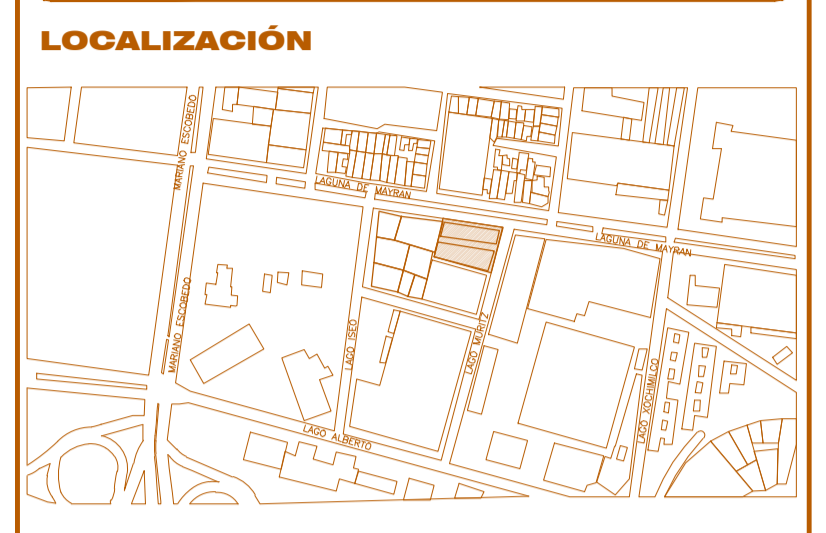 LOCALIZACIÓN
MARIANO ESCOBEDO
LAGUNA DE MAYRAN
LAGUNA DE MAYRAN
MARIANO ESCOBEDO
LAGO ISEO
LAGO MURITZ
LAGO XOCHIMILCO
LAGO ALBERTO